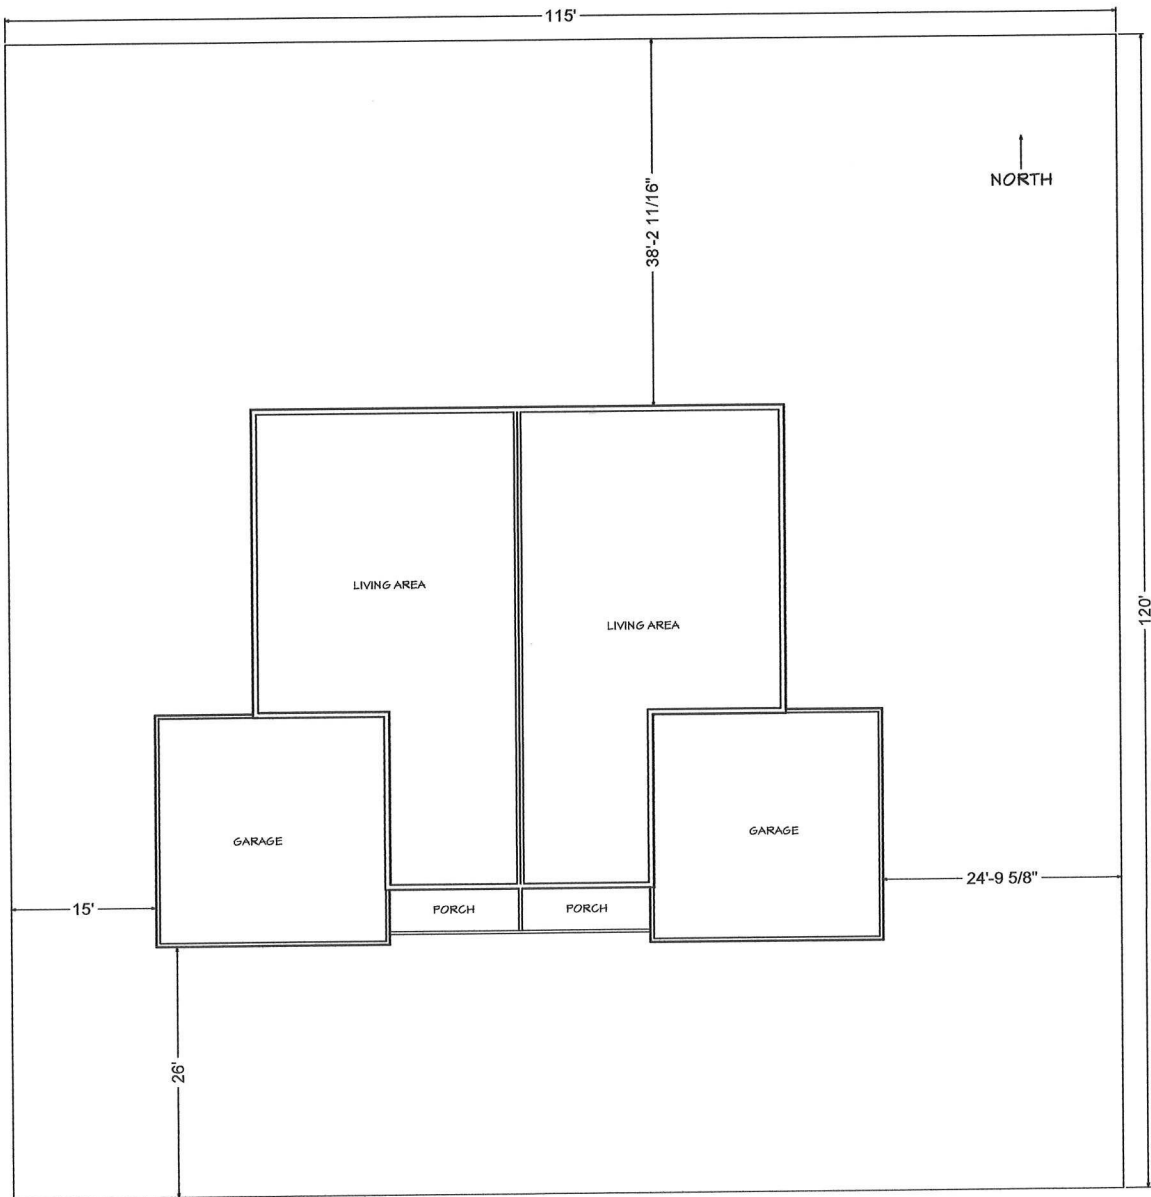 115'
38'-2 11/16"
NORTH
LIVING AREA
LIVING AREA
120'
GARAGE
GARAGE
24'-9 5/8"
15'
PORCH
PORCH
26'